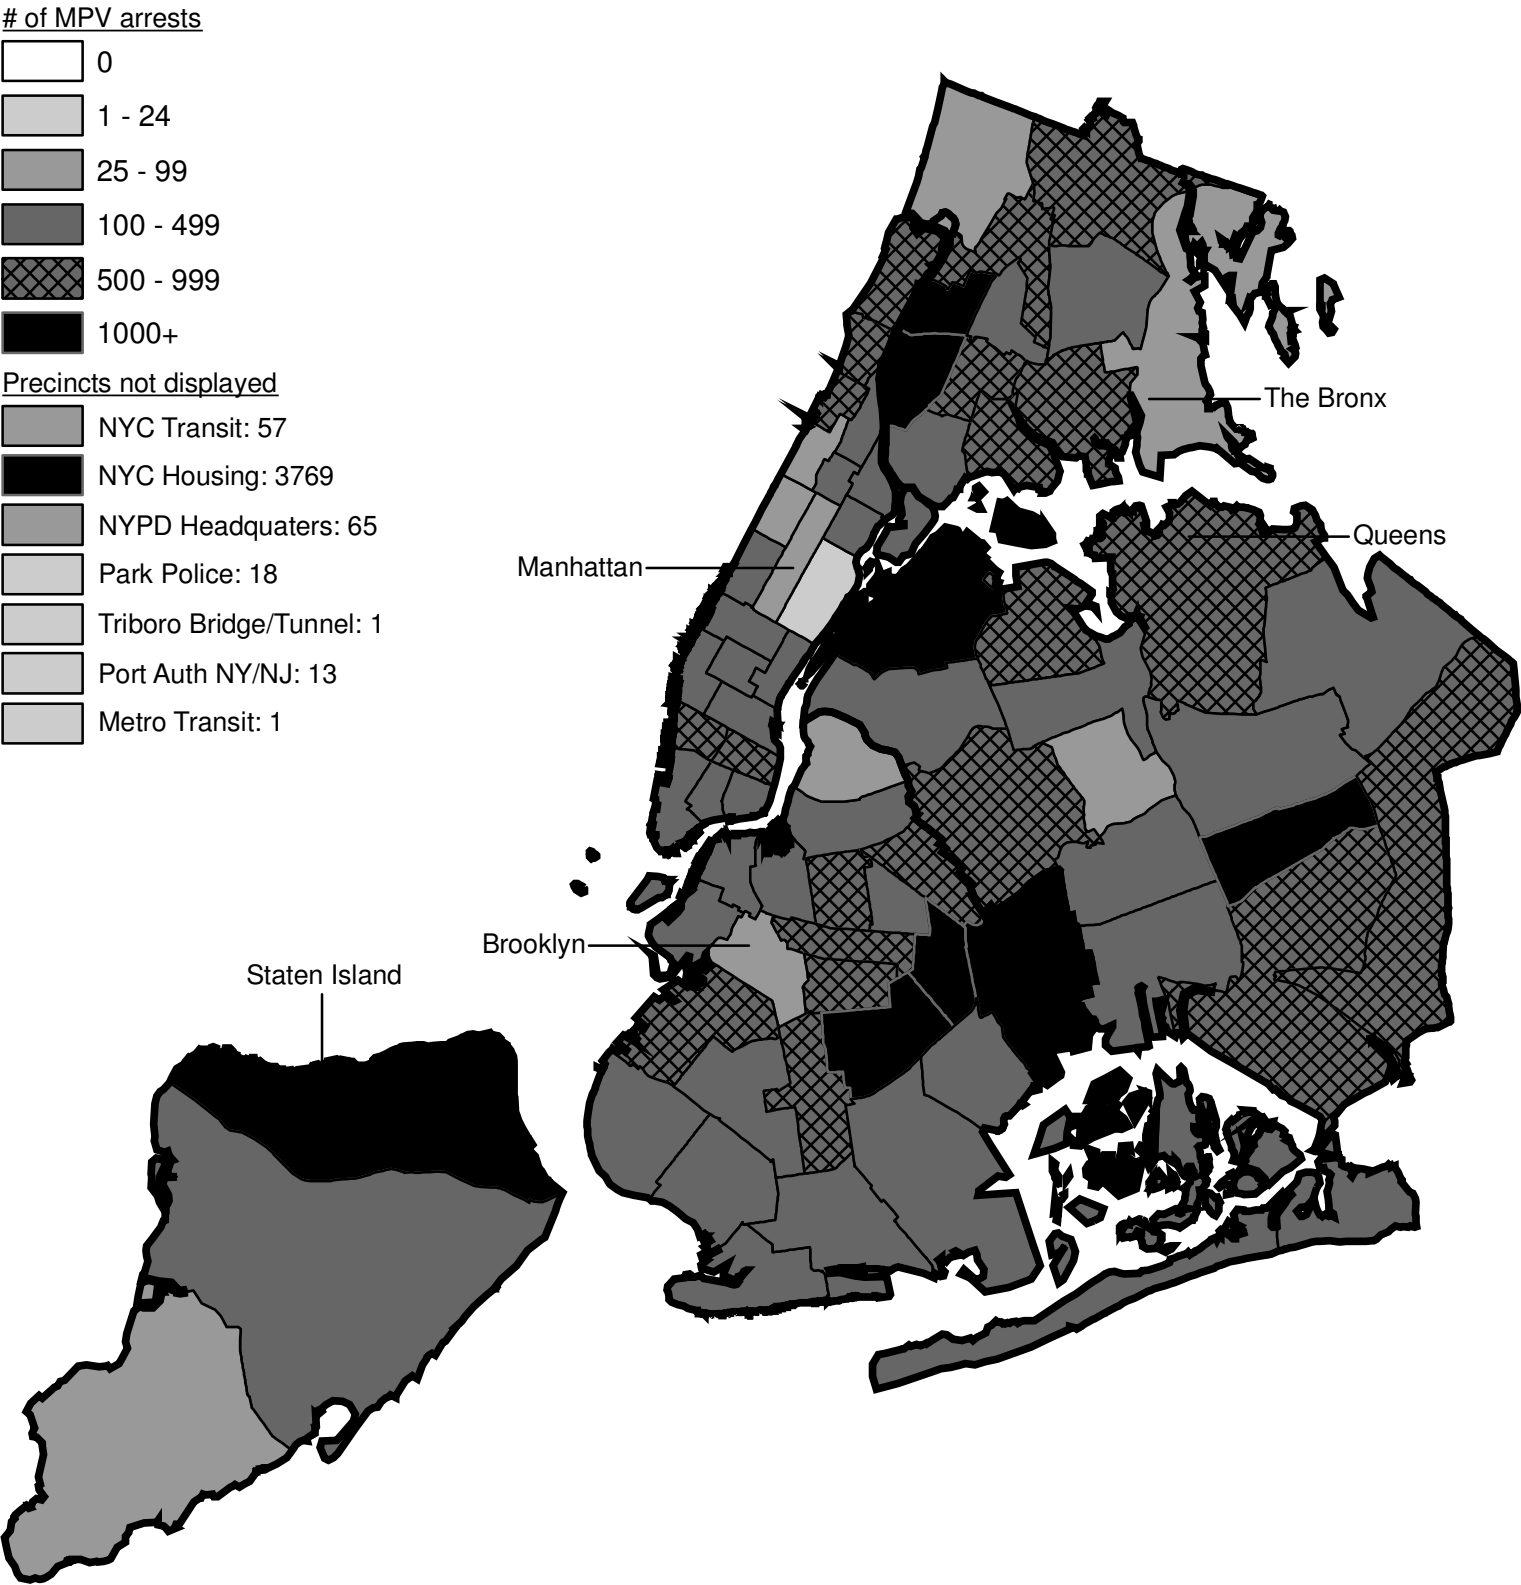 # of MPV arrests
0
1 - 24
25 - 99
100 - 499
500 - 999
1000+
Precincts not displayed
NYC Transit: 57
NYC Housing: 3769
NYPD Headquaters: 65
Park Police: 18
Triboro Bridge/Tunnel: 1
Port Auth NY/NJ: 13
Metro Transit: 1
The Bronx
Queens
Manhattan
Brooklyn
Staten Island